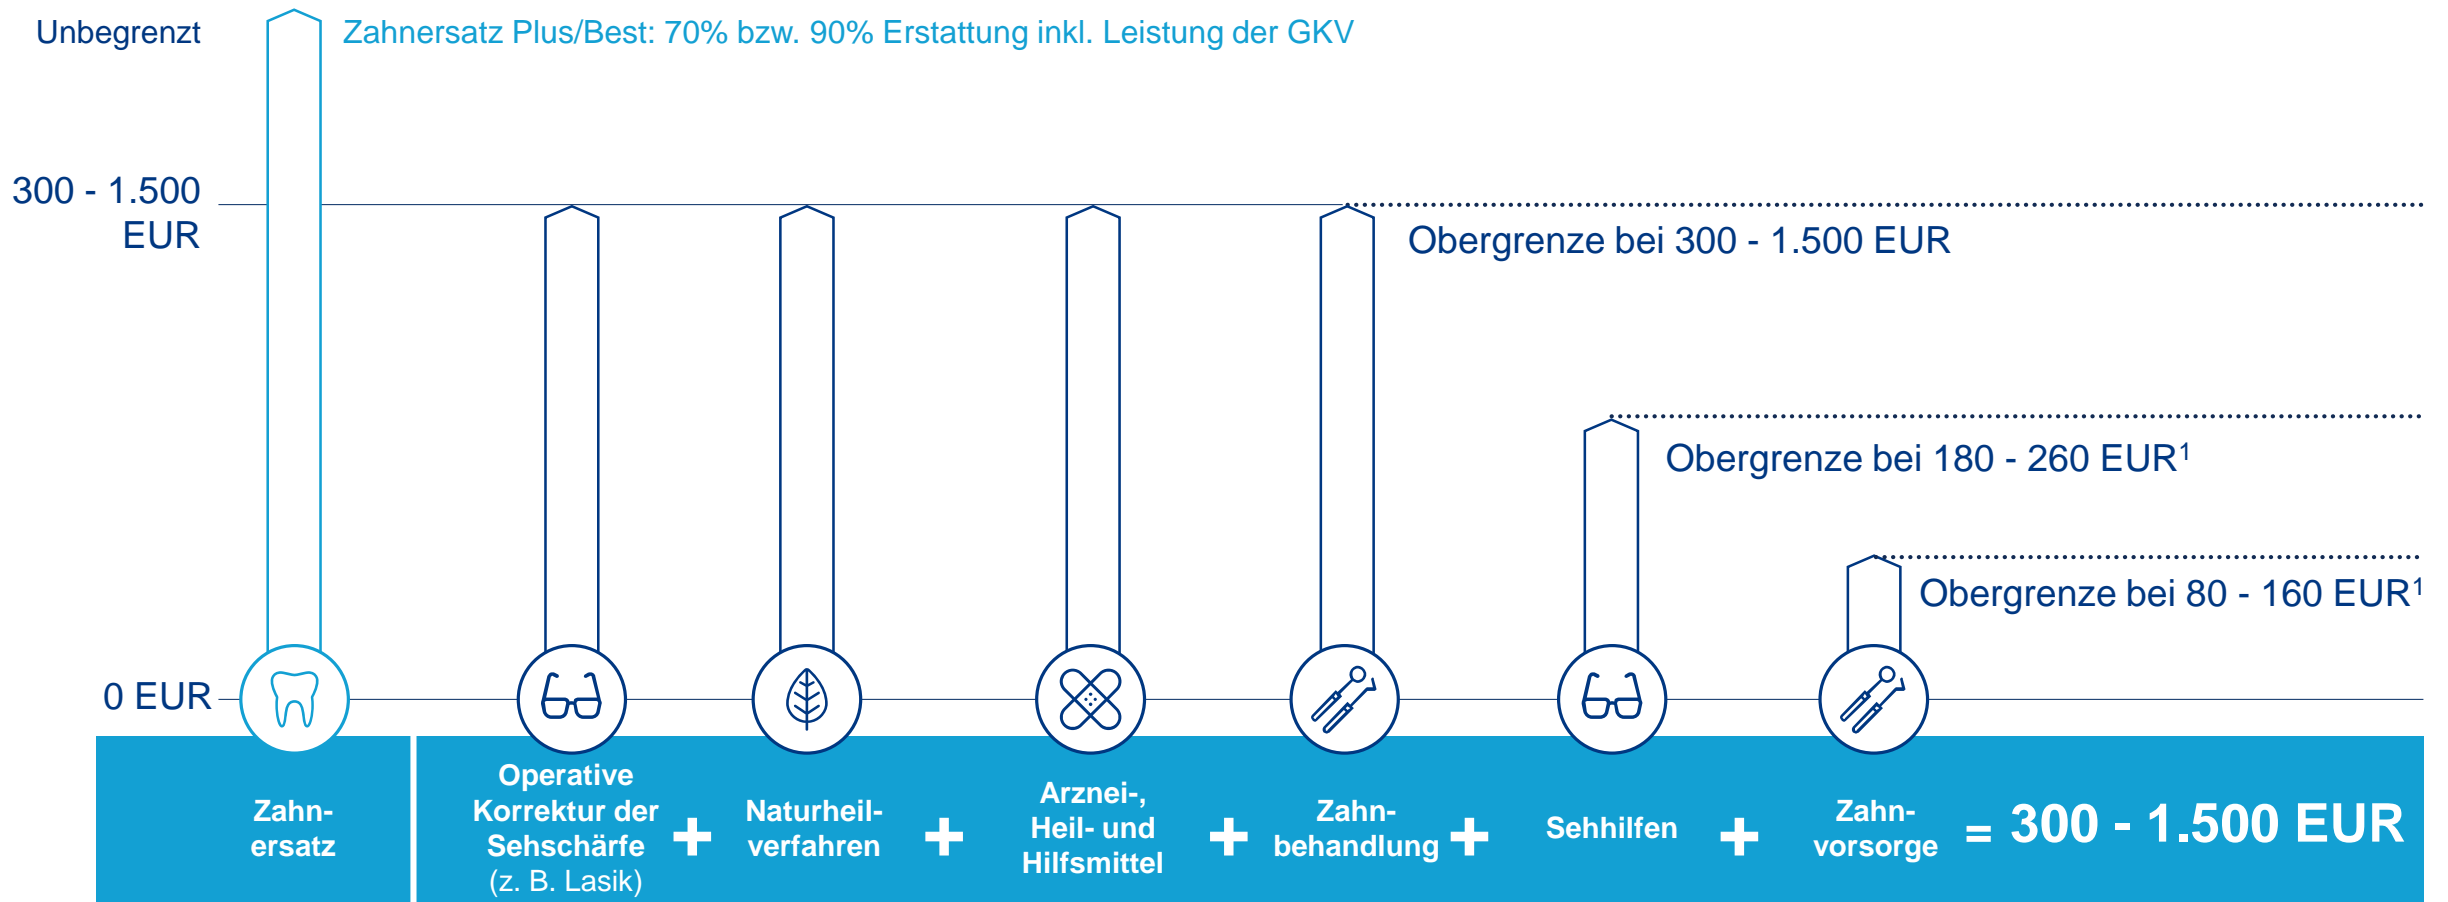 Unbegrenzt
Zahnersatz Plus/Best: 70% bzw. 90% Erstattung inkl. Leistung der GKV
300 - 1.500
EUR
Obergrenze bei 300 - 1.500 EUR
Obergrenze bei 180 - 260 EUR¹
Obergrenze bei 80 - 160 EUR¹
0 EUR
Zahn-
ersatz
Operative
Korrektur der
Sehschärfe
(z. B. Lasik)
+
Naturheil-
verfahren
+
Arznei-,
Heil- und
Hilfsmittel
+
Zahn-
behandlung
+
Sehhilfen
+
Zahn-
vorsorge
= 300 - 1.500 EUR